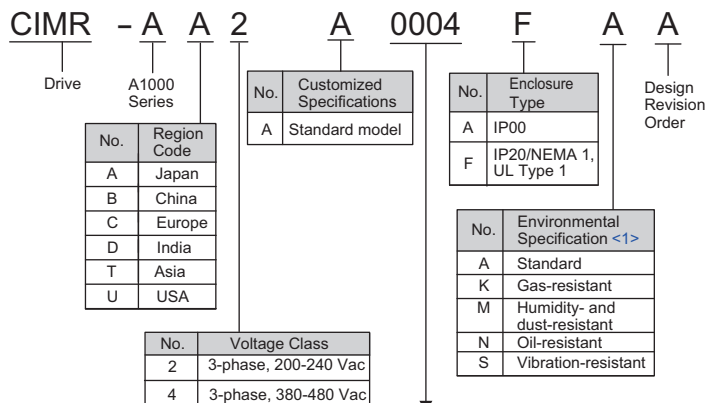 CIMR - A A 2 A 0004 F A A
Drive
A1000
Series
No. Region
Code
A Japan
B China
C Europe
D India
T Asia
U USA
No. Customized
Specifications
A Standard model
No. Enclosure
Type
A IP00
F IP20/NEMA 1,
UL Type 1
Design
Revision
Order
No. Environmental
Specification <1>
A Standard
K Gas-resistant
M Humidity- and
dust-resistant
N Oil-resistant
S Vibration-resistant
No. Voltage Class
2 3-phase, 200-240 Vac
4 3-phase, 380-480 Vac